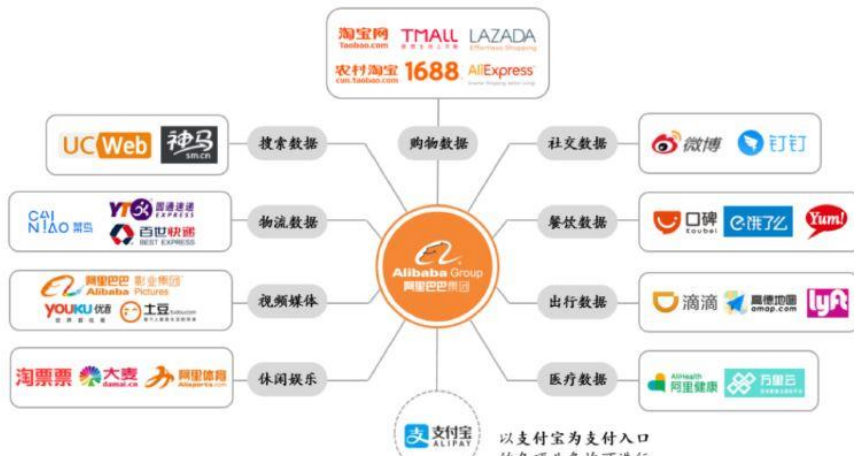 淘宝网 TMALL LAZADA
Taobao.com Effortless Shopping
农村淘宝 1688 AliExpress
cun.taobao.com
UC Web 神马
sm.cn
搜索数据 购物数据 社交数据
微博 钉钉
CAI
NIAO 菜鸟
YTO 圆通速递
EXPRESS
百世快递
BEST EXPRESS
物流数据 餐饮数据
口碑 饿了么 Yum!
Koubei
Alibaba Group
阿里巴巴集团
阿里巴巴 影业集团
Alibaba Pictures
YOUKU 优酷 土豆
tudou.com
视频媒体 出行数据
滴滴 高德地图 lyft
amap.com
淘票票 大麦 阿里体育
damai.cn Alisports.com
休闲娱乐 医疗数据
AliHealth
阿里健康 万里云
支付宝
ALIPAY
以支付宝为支付入口